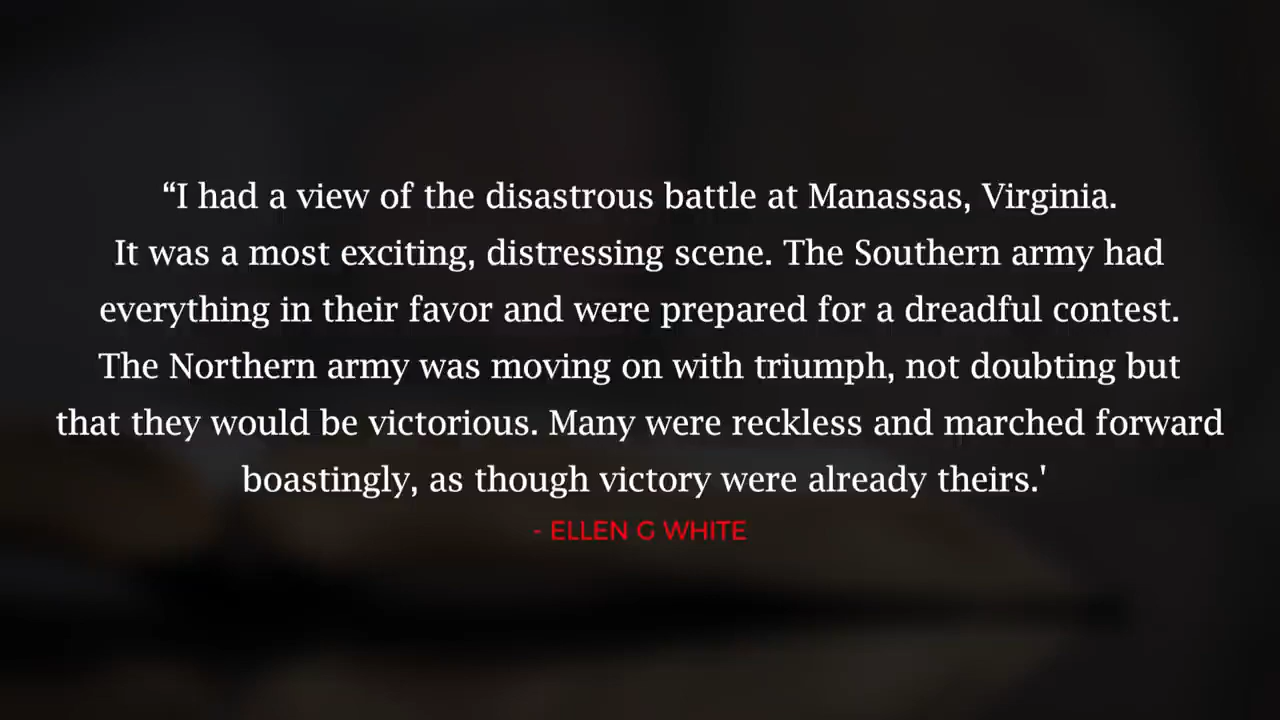 “I had a view of the disastrous battle at Manassas, Virginia.
It was a most exciting, distressing scene. The Southern army had
everything in their favor and were prepared for a dreadful contest.
The Northern army was moving on with triumph, not doubting but
that they would be victorious. Many were reckless and marched forward
boastingly, as though victory were already theirs.'
- ELLEN G WHITE